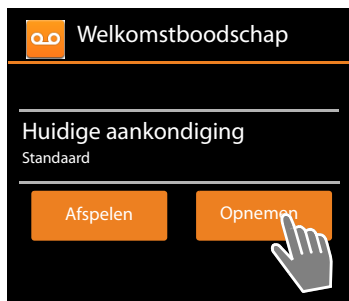 Welkomstboodschap
Huidige aankondiging
Standaard
Afspelen
Opnemen